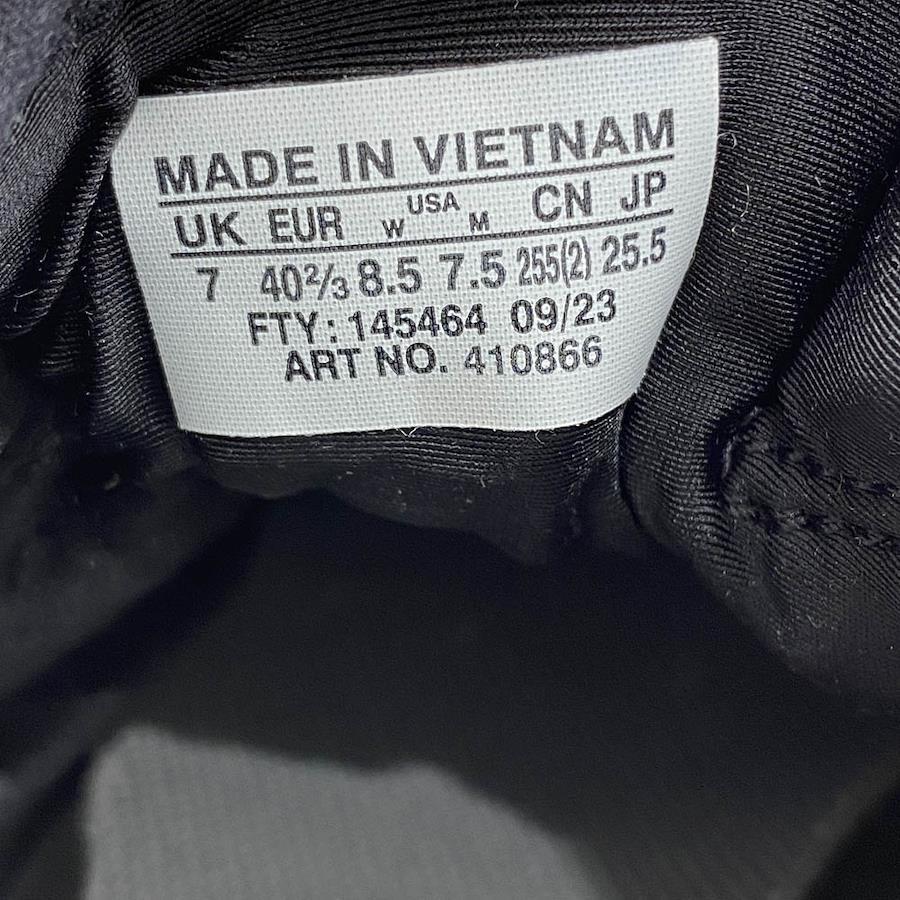 MADE IN VIETNAM
UK EUR W USA M CN JP
7 40⅔ 8.5 7.5 255(2) 25.5
FTY: 145464 09/23
ART NO. 410866